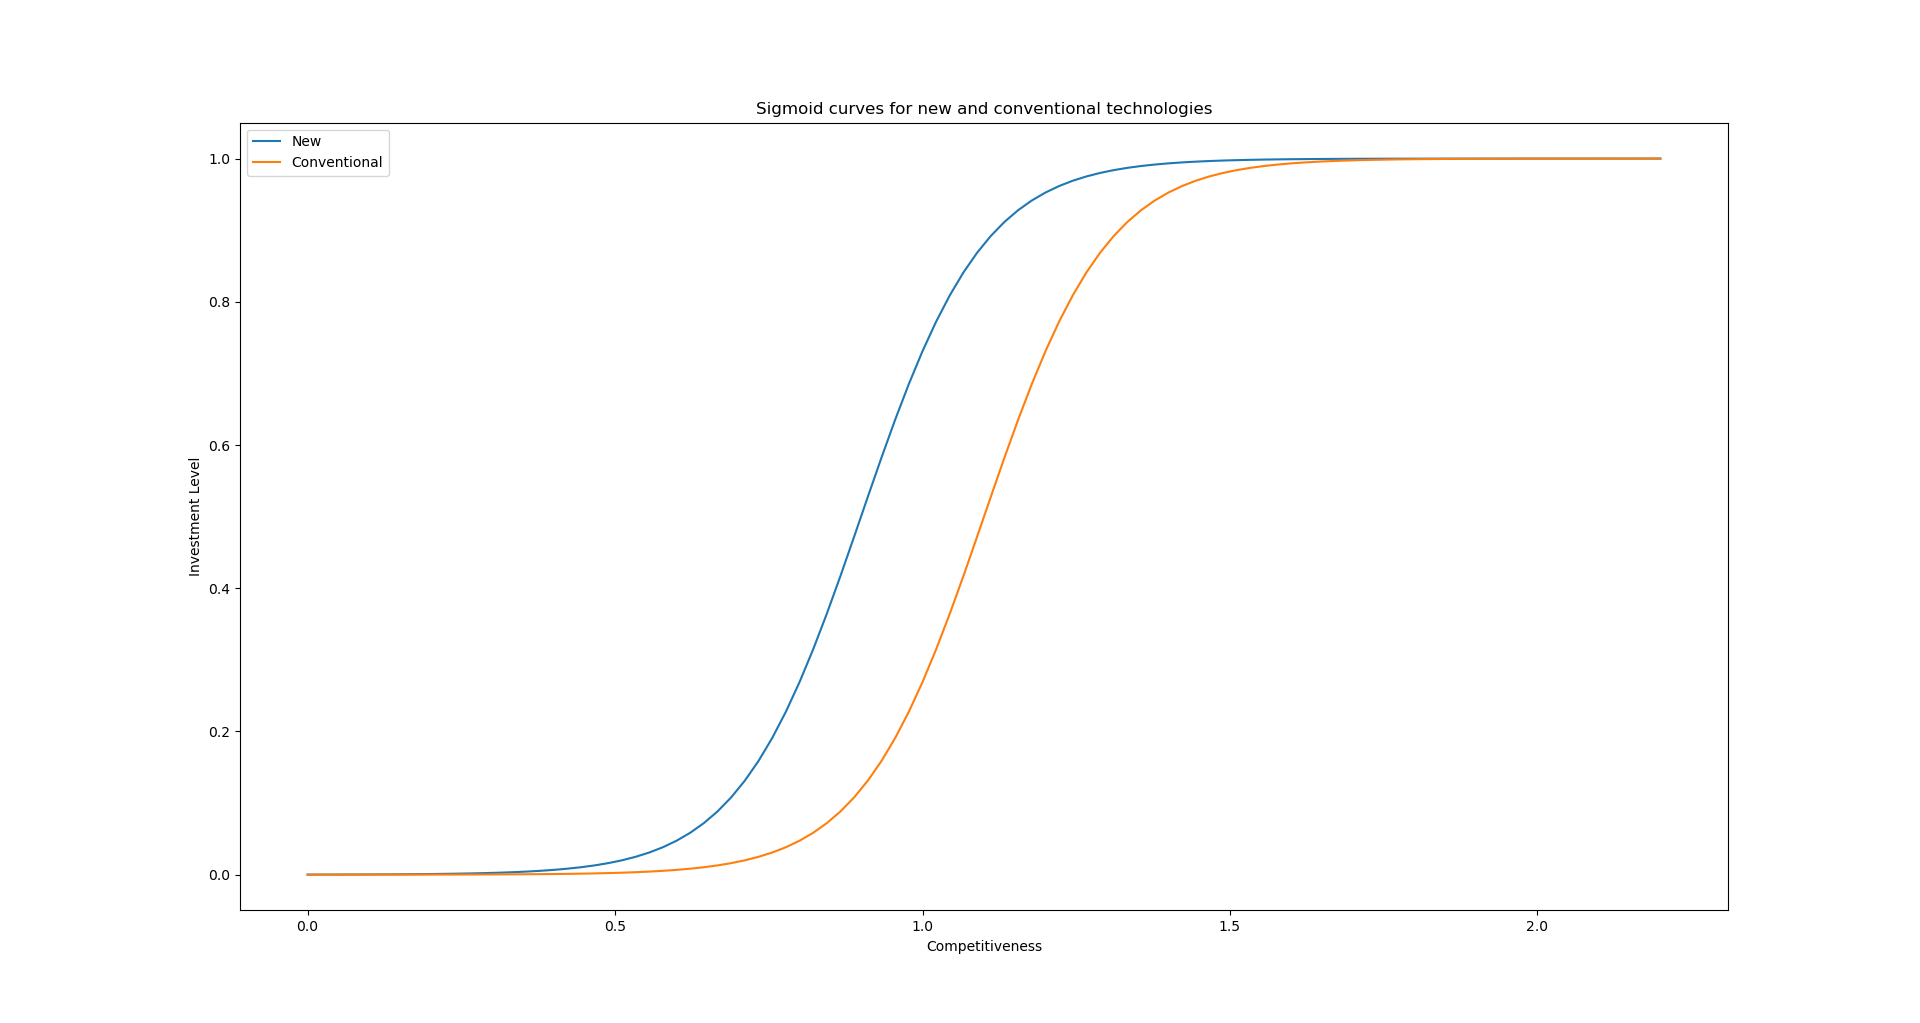 Sigmoid curves for new and conventional technologies
New
Conventional
1.0
0.8
0.6
0.4
0.2
0.0
Investment Level
0.0 0.5 1.0 1.5 2.0
Competitiveness